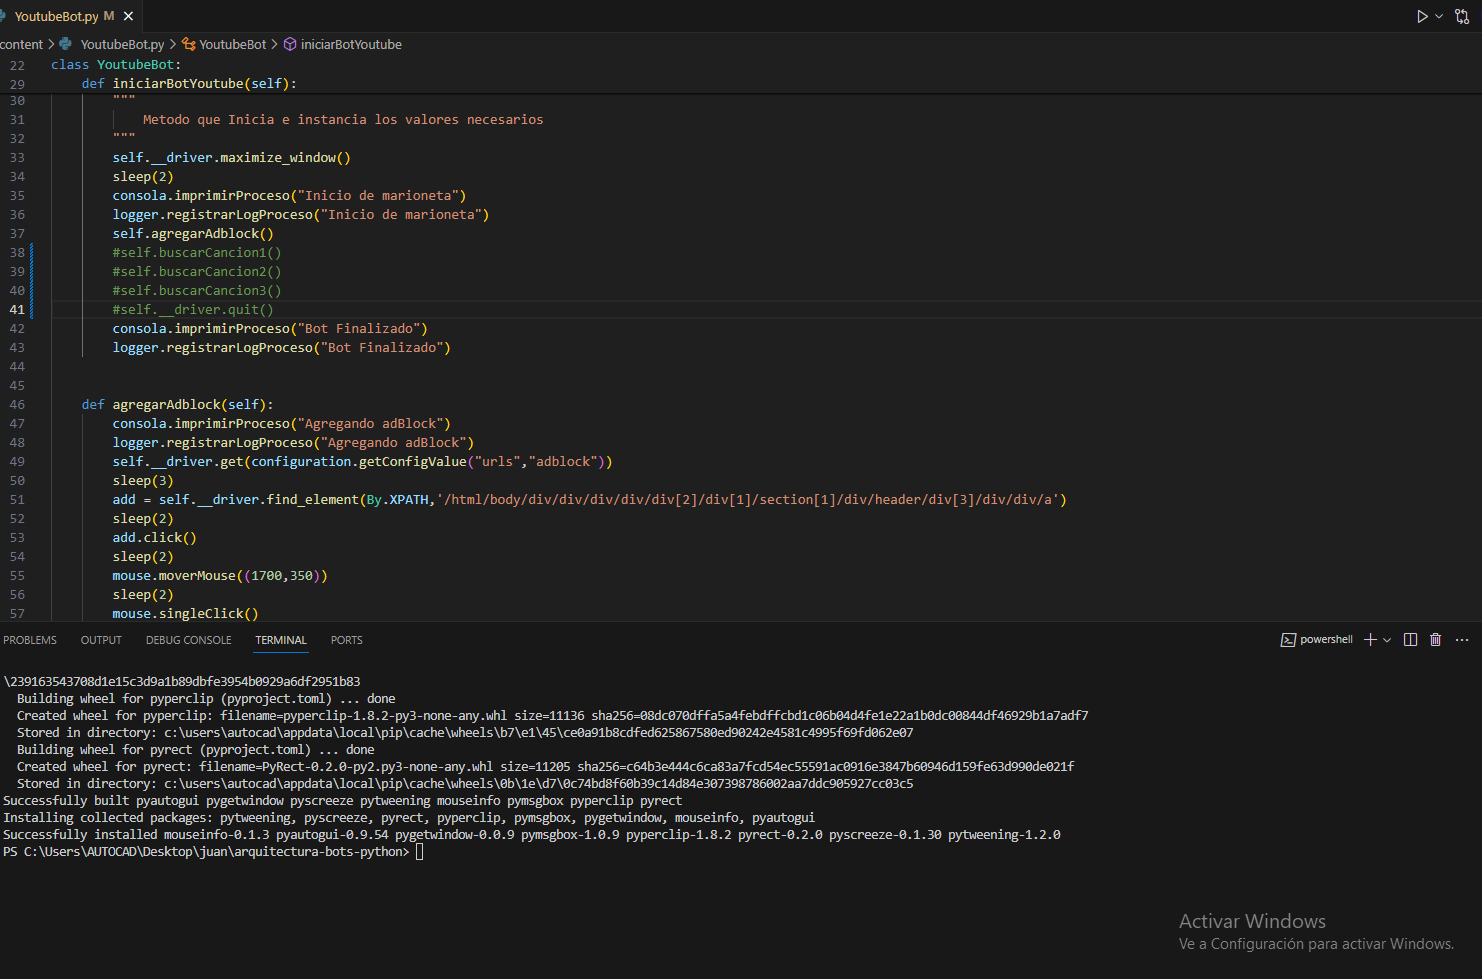 YoutubeBot.py M
content > YoutubeBot.py > YoutubeBot > iniciarBotYoutube
22 class YoutubeBot:
29 def iniciarBotYoutube(self):
30 """
31 Metodo que Inicia e instancia los valores necesarios
32 """
33 self.__driver.maximize_window()
34 sleep(2)
35 consola.imprimirProceso("Inicio de marioneta")
36 logger.registrarLogProceso("Inicio de marioneta")
37 self.agregarAdblock()
38 #self.buscarCancion1()
39 #self.buscarCancion2()
40 #self.buscarCancion3()
41 #self.__driver.quit()
42 consola.imprimirProceso("Bot Finalizado")
43 logger.registrarLogProceso("Bot Finalizado")
44
45
46 def agregarAdblock(self):
47 consola.imprimirProceso("Agregando adBlock")
48 logger.registrarLogProceso("Agregando adBlock")
49 self.__driver.get(configuration.getConfigValue("urls","adblock"))
50 sleep(3)
51 add = self.__driver.find_element(By.XPATH,'/html/body/div/div/div/div/div[2]/div[1]/section[1]/div/header/div[3]/div/div/a')
52 sleep(2)
53 add.click()
54 sleep(2)
55 mouse.moverMouse((1700,350))
56 sleep(2)
57 mouse.singleClick()
PROBLEMS OUTPUT DEBUG CONSOLE TERMINAL PORTS powershell
\239163543708d1e15c3d9a1b89dbfe3954b0929a6df2951b83
Building wheel for pyperclip (pyproject.toml) ... done
Created wheel for pyperclip: filename=pyperclip-1.8.2-py3-none-any.whl size=11136 sha256=08dc070dffa5a4febdffcbd1c06b04d4fe1e22a1b0dc00844df46929b1a7adf7
Stored in directory: c:\users\autocad\appdata\local\pip\cache\wheels\b7\e1\45\ce0a91b8cdfed625867580ed90242e4581c4995f69fd062e07
Building wheel for pyrect (pyproject.toml) ... done
Created wheel for pyrect: filename=PyRect-0.2.0-py2.py3-none-any.whl size=11205 sha256=c64b3e444c6ca83a7fcd54ec55591ac0916e3847b60946d159fe63d990de021f
Stored in directory: c:\users\autocad\appdata\local\pip\cache\wheels\0b\1e\d7\0c74bd8f60b39c14d84e307398786002aa7ddc905927cc03c5
Successfully built pyautogui pygetwindow pyscreeze pytweening mouseinfo pymsgbox pyperclip pyrect
Installing collected packages: pytweening, pyscreeze, pyrect, pyperclip, pymsgbox, pygetwindow, mouseinfo, pyautogui
Successfully installed mouseinfo-0.1.3 pyautogui-0.9.54 pygetwindow-0.0.9 pymsgbox-1.0.9 pyperclip-1.8.2 pyrect-0.2.0 pyscreeze-0.1.30 pytweening-1.2.0
PS C:\Users\AUTOCAD\Desktop\juan\arquitectura-bots-python>
Activar Windows
Ve a Configuración para activar Windows.